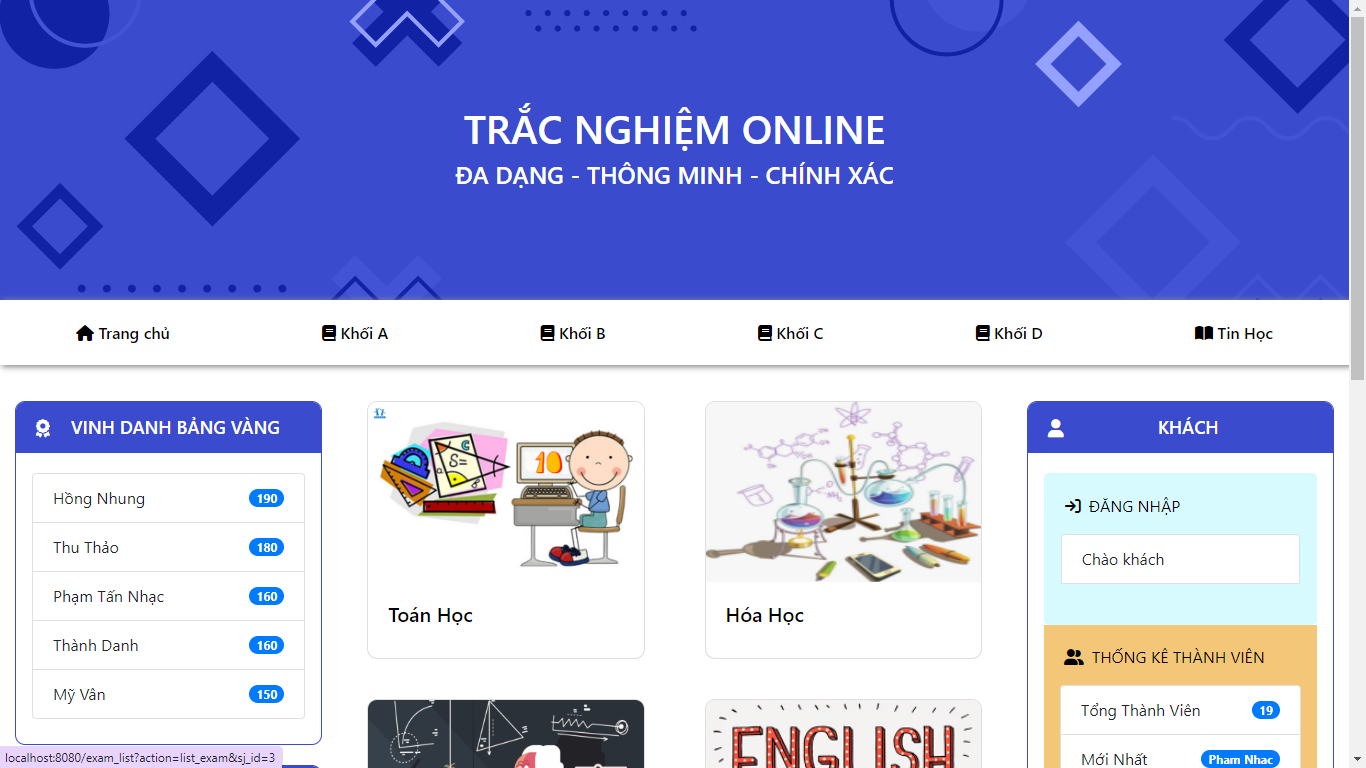 TRẮC NGHIỆM ONLINE
ĐA DẠNG - THÔNG MINH - CHÍNH XÁC
Trang chủ
Khối A
Khối B
Khối C
Khối D
Tin Học
VINH DANH BẢNG VÀNG
Hồng Nhung 190
Thu Thảo 180
Phạm Tấn Nhạc 160
Thành Danh 160
Mỹ Vân 150
10
Toán Học
Hóa Học
ENGLISH
KHÁCH
ĐĂNG NHẬP
Chào khách
THỐNG KÊ THÀNH VIÊN
Tổng Thành Viên 19
Mới Nhất Pham Nhac
localhost:8080/exam_list?action=list_exam&sj_id=3